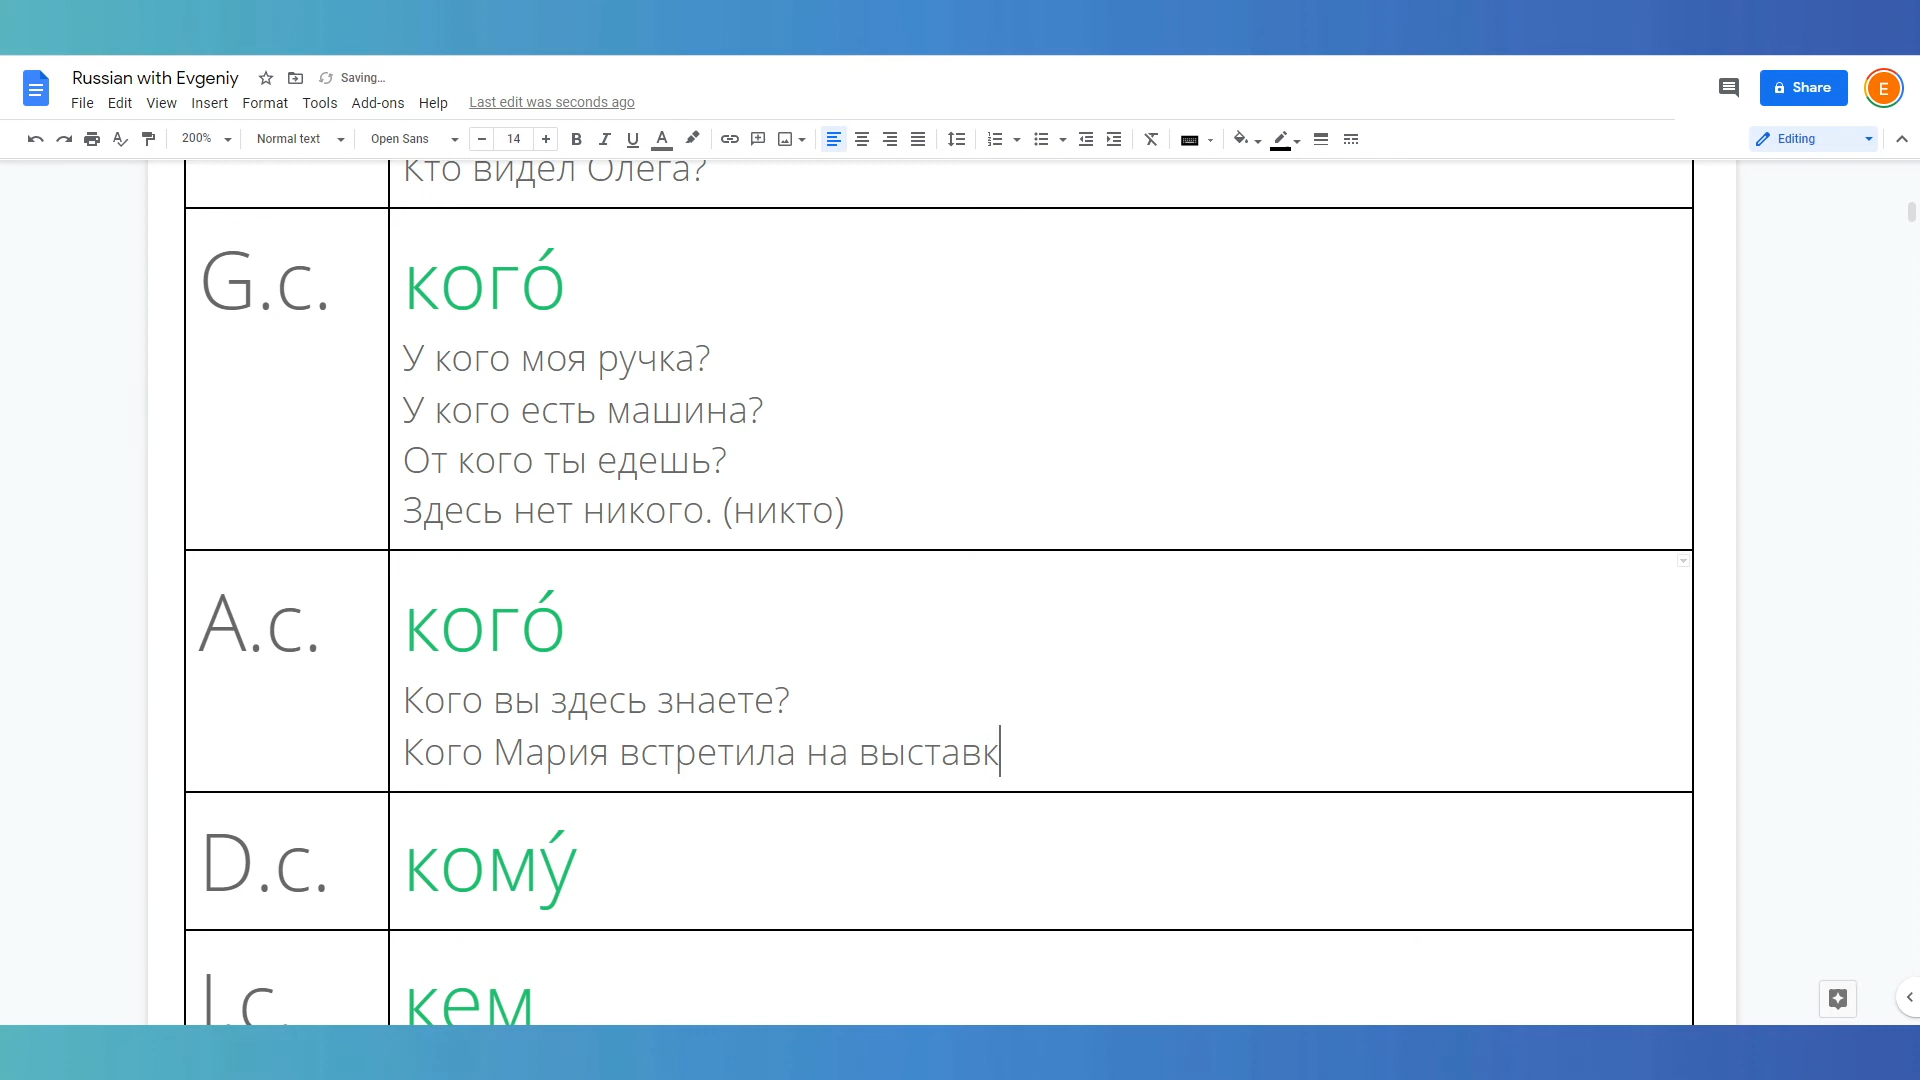 Russian with Evgeniy Saving...
File Edit View Insert Format Tools Add-ons Help Last edit was seconds ago
Share
E
200% Normal text Open Sans 14 B I U A Editing
Кто видел Олега?
G.c. кого́
У кого моя ручка?
У кого есть машина?
От кого ты едешь?
Здесь нет никого. (никто)
A.c. кого́
Кого вы здесь знаете?
Кого Мария встретила на выставк
D.c. кому́
I.c. кем